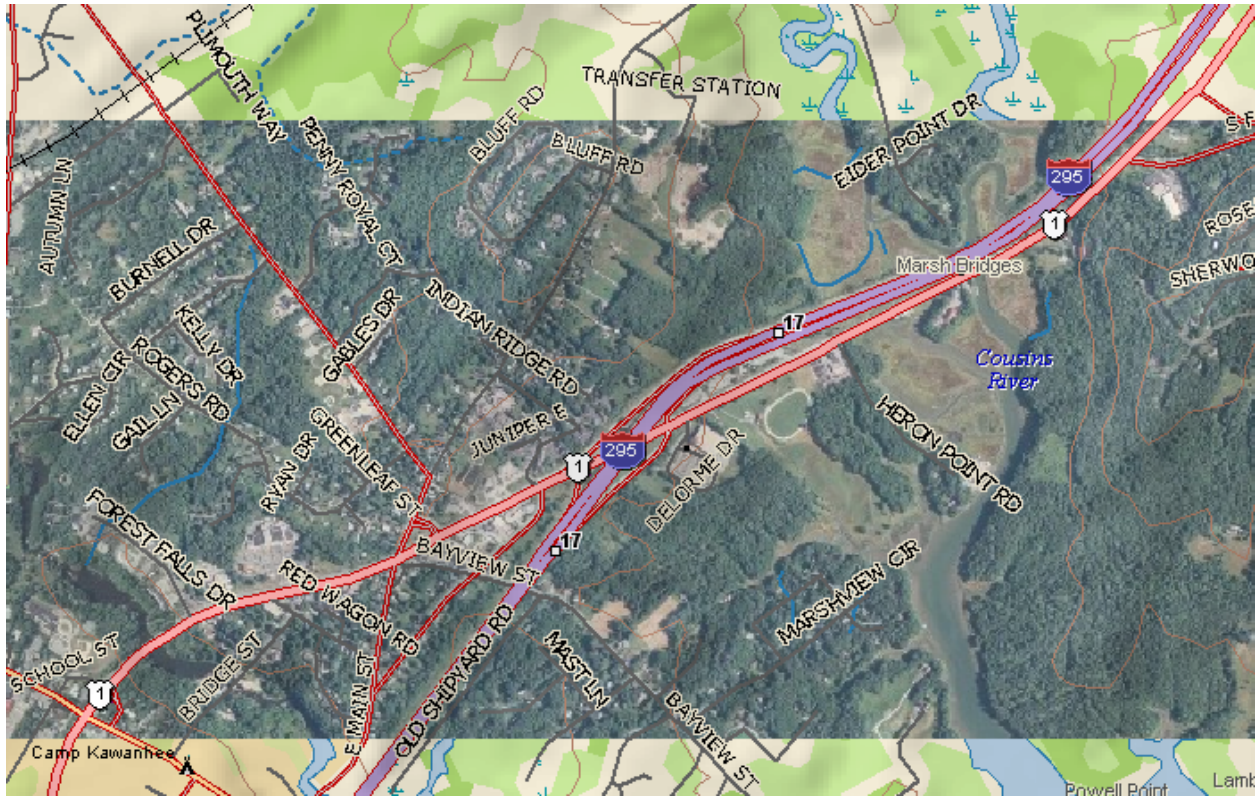 PLIMOUTH WAY
TRANSFER STATION
BLUFF RD
BLUFF RD
EIDER POINT DR
PENNY ROYAL CT
AUTUMN LN
295
1
ROSE
BURNELL DR
Marsh Bridges
SHERWO
INDIAN RIDGE RD
GABLES DR
KELLY DR
17
ROGERS RD
ELLEN CIR
GAIL LN
Cousins
River
JUNIPER E
GREENLEAF ST
RYAN DR
HERON POINT RD
295
1
DELORME DR
FOREST FALLS DR
BAYVIEW ST
17
RED WAGON RD
MARSHVIEW CIR
SCHOOL ST
BRIDGE ST
E MAIN ST
OLD SHIPYARD RD
MAST LN
BAYVIEW ST
1
Camp Kawanhee
Powell Point
Lamb